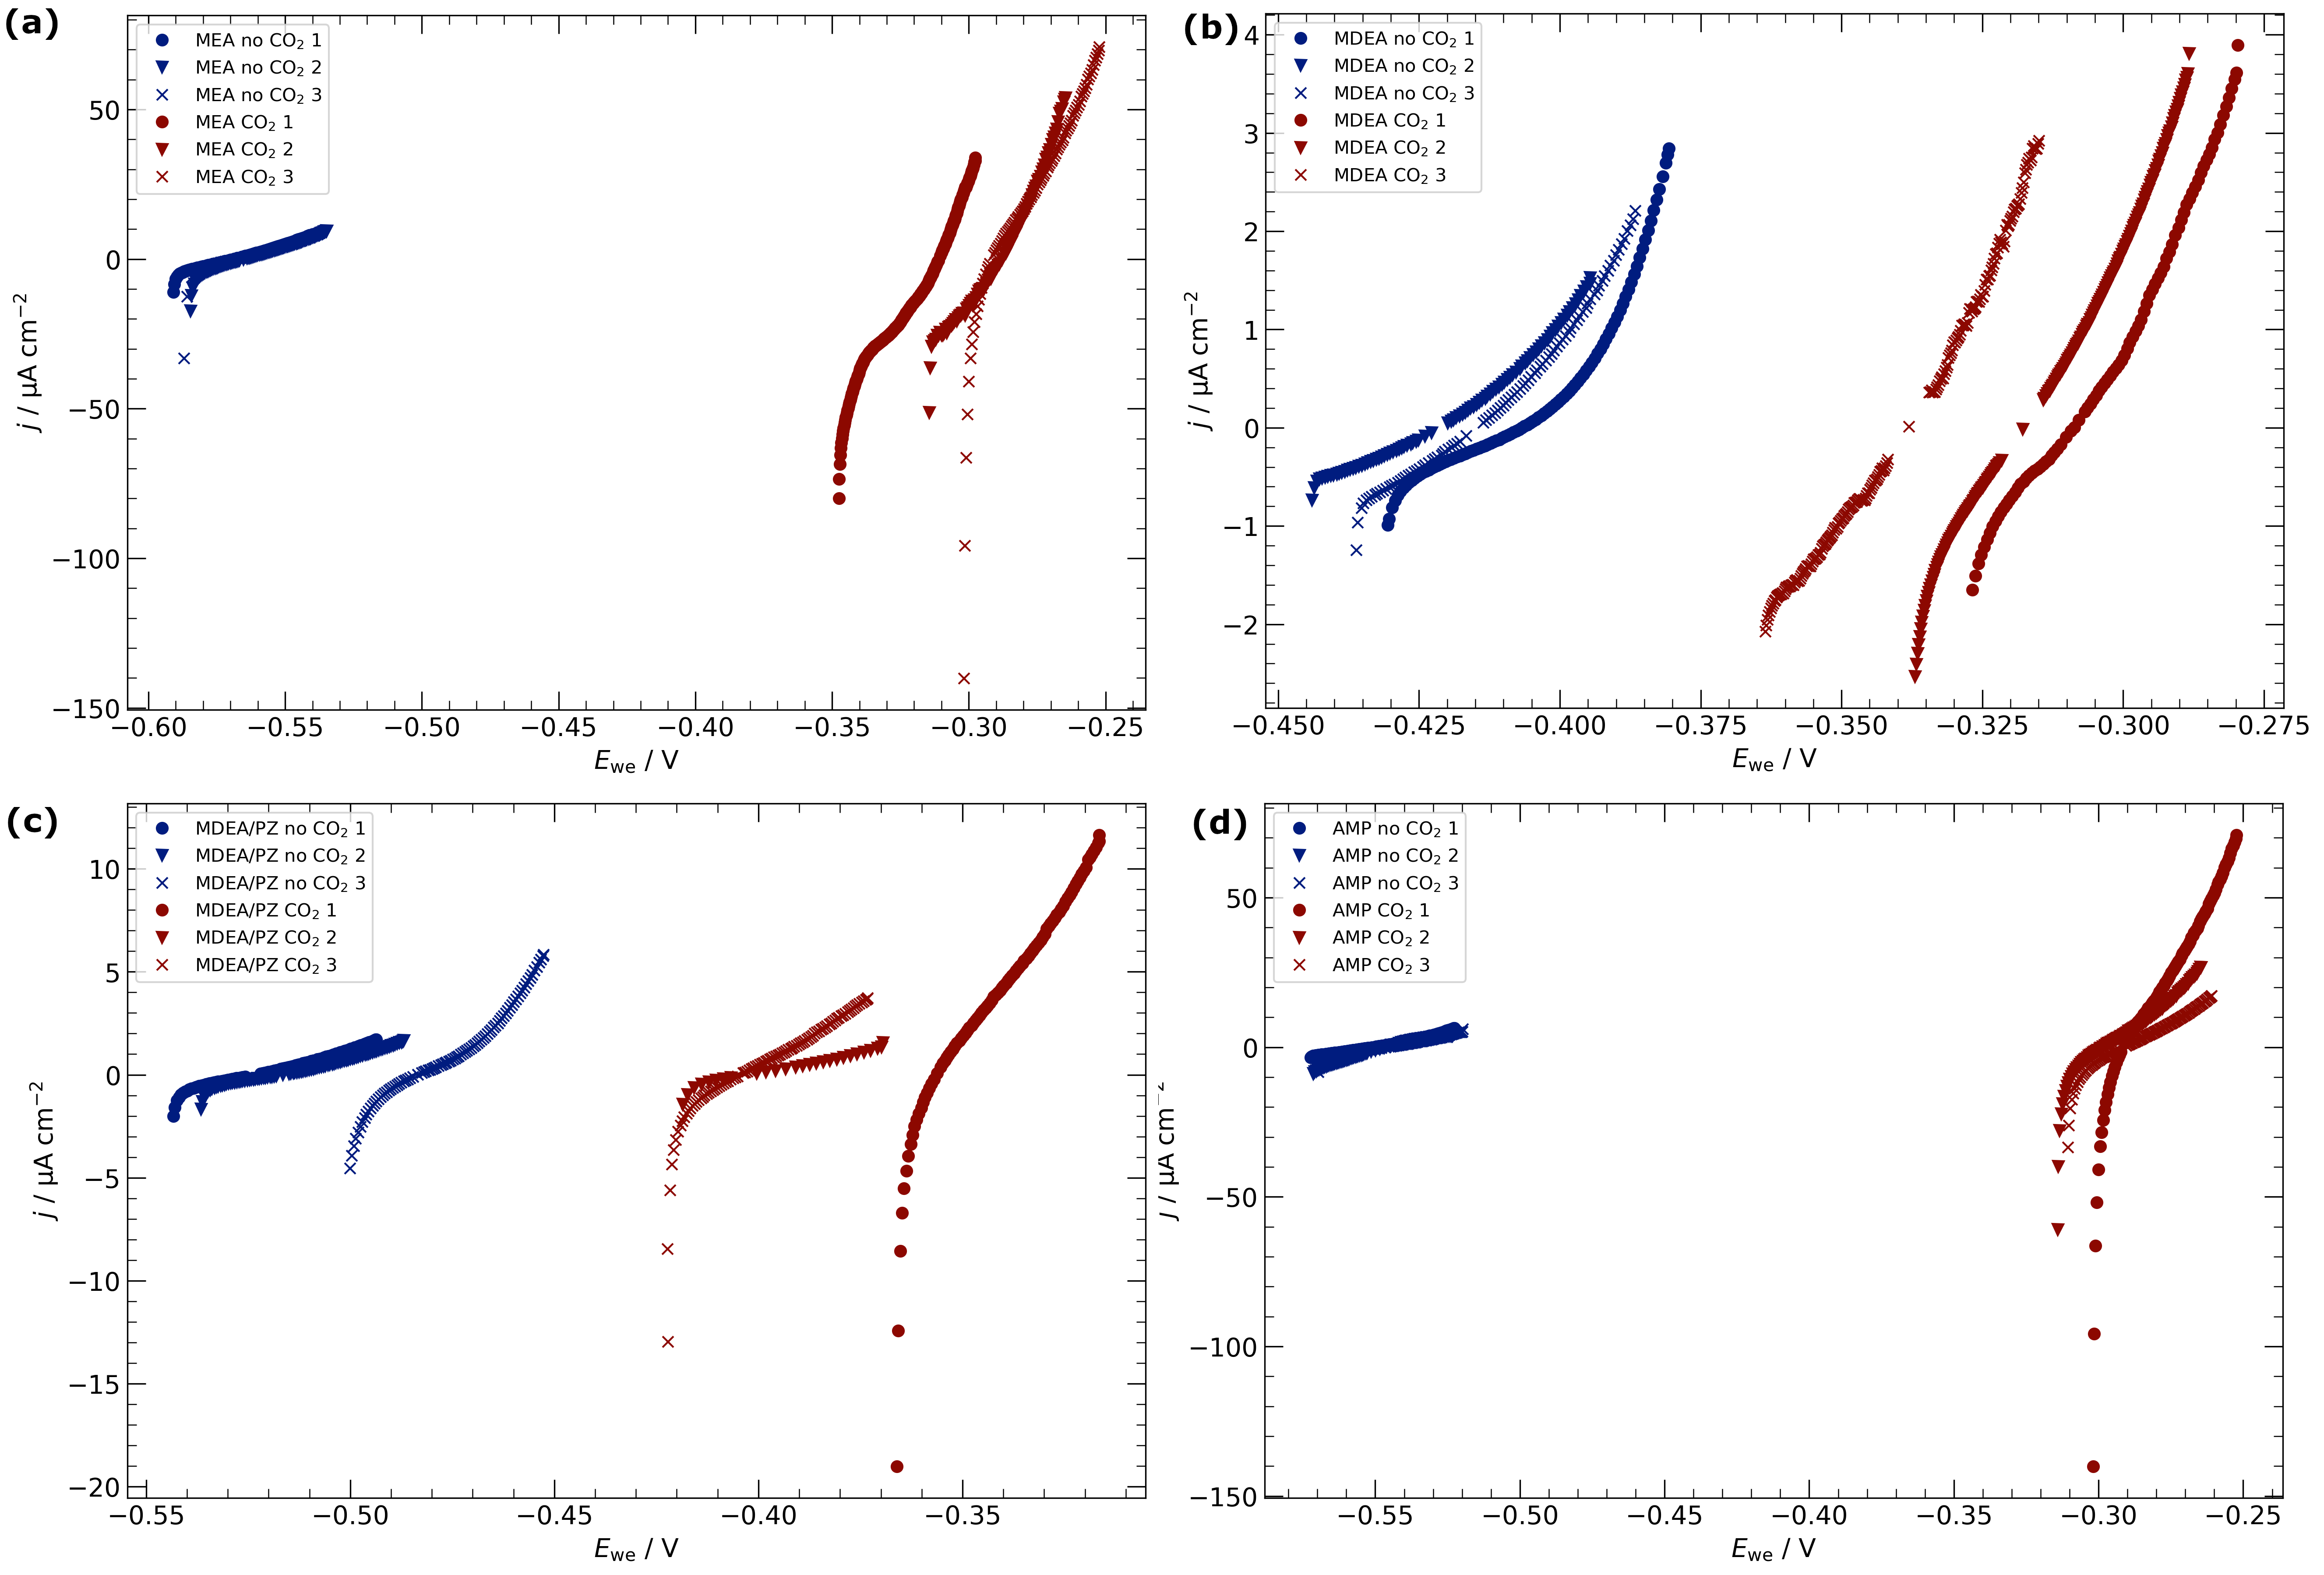 (a)
MEA no CO₂ 1
MEA no CO₂ 2
MEA no CO₂ 3
MEA CO₂ 1
MEA CO₂ 2
MEA CO₂ 3
50
0
−50
−100
−150
j / µA cm⁻²
−0.60 −0.55 −0.50 −0.45 −0.40 −0.35 −0.30 −0.25
E_we / V
(b)
MDEA no CO₂ 1
MDEA no CO₂ 2
MDEA no CO₂ 3
MDEA CO₂ 1
MDEA CO₂ 2
MDEA CO₂ 3
4
3
2
1
0
−1
−2
j / µA cm⁻²
−0.450 −0.425 −0.400 −0.375 −0.350 −0.325 −0.300 −0.275
E_we / V
(c)
MDEA/PZ no CO₂ 1
MDEA/PZ no CO₂ 2
MDEA/PZ no CO₂ 3
MDEA/PZ CO₂ 1
MDEA/PZ CO₂ 2
MDEA/PZ CO₂ 3
10
5
0
−5
−10
−15
−20
j / µA cm⁻²
−0.55 −0.50 −0.45 −0.40 −0.35
E_we / V
(d)
AMP no CO₂ 1
AMP no CO₂ 2
AMP no CO₂ 3
AMP CO₂ 1
AMP CO₂ 2
AMP CO₂ 3
50
0
−50
−100
−150
j / µA cm⁻²
−0.55 −0.50 −0.45 −0.40 −0.35 −0.30 −0.25
E_we / V